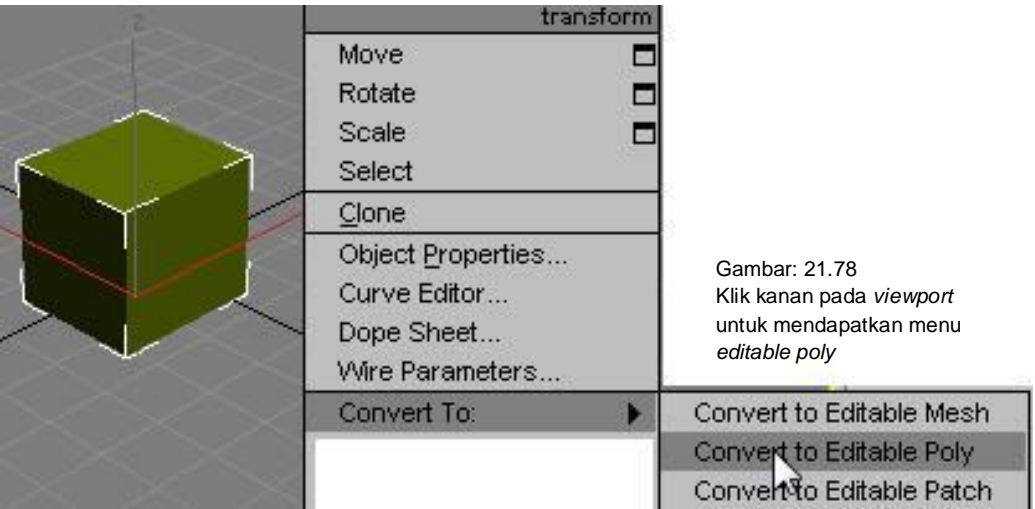 Z
transform
Move
Rotate
Scale
Select
Clone
Object Properties...
Curve Editor...
Dope Sheet...
Wire Parameters...
Convert To:
Convert to Editable Mesh
Convert to Editable Poly
Convert to Editable Patch
Gambar: 21.78
Klik kanan pada viewport
untuk mendapatkan menu
editable poly